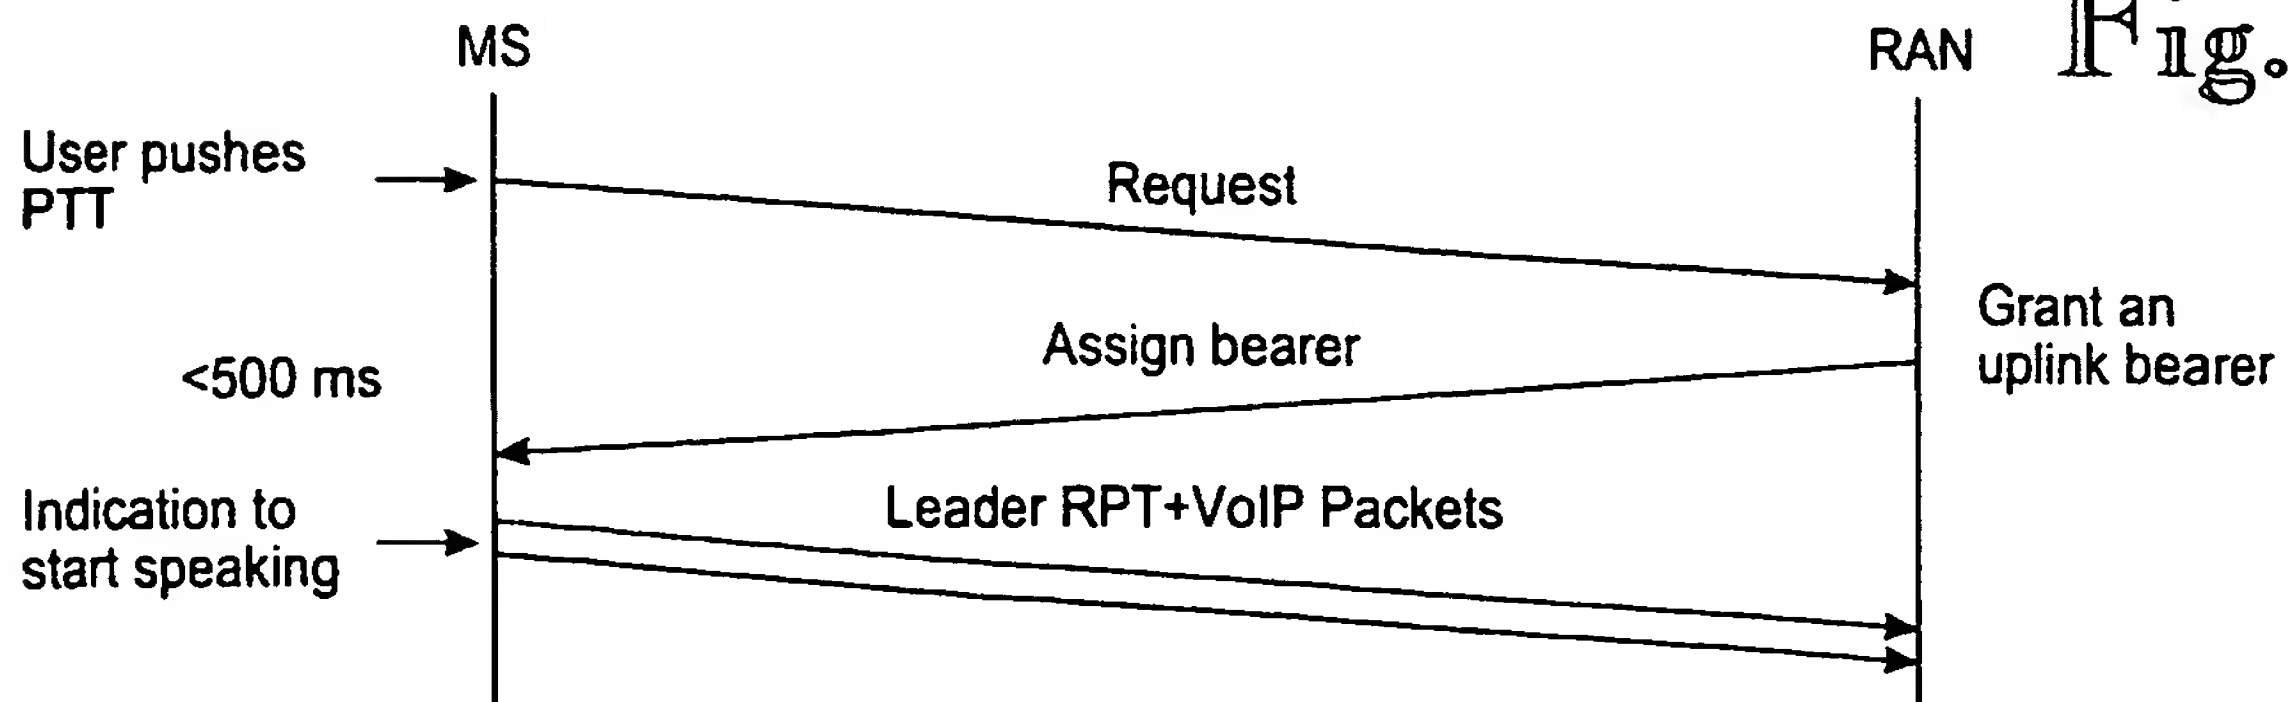 MS
RAN
Fig.
User pushes
PTT
Request
Grant an
uplink bearer
Assign bearer
<500 ms
Indication to
start speaking
Leader RPT+VoIP Packets